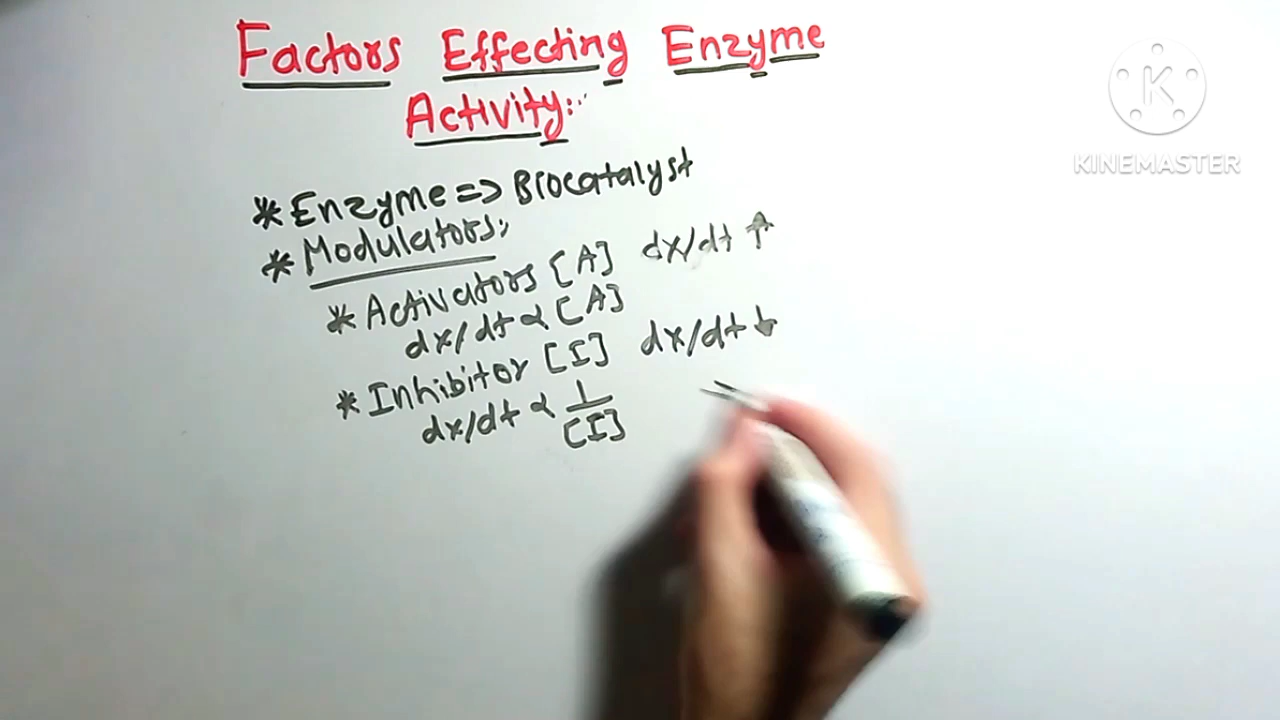 Factors Effecting Enzyme
Activity:
* Enzyme => Biocatalyst
* Modulators:
* Activators [A] dx/dt ↑
dx/dt ∝ [A]
* Inhibitor [I] dx/dt ↓
dx/dt ∝ 1/[I]
K
KINEMASTER